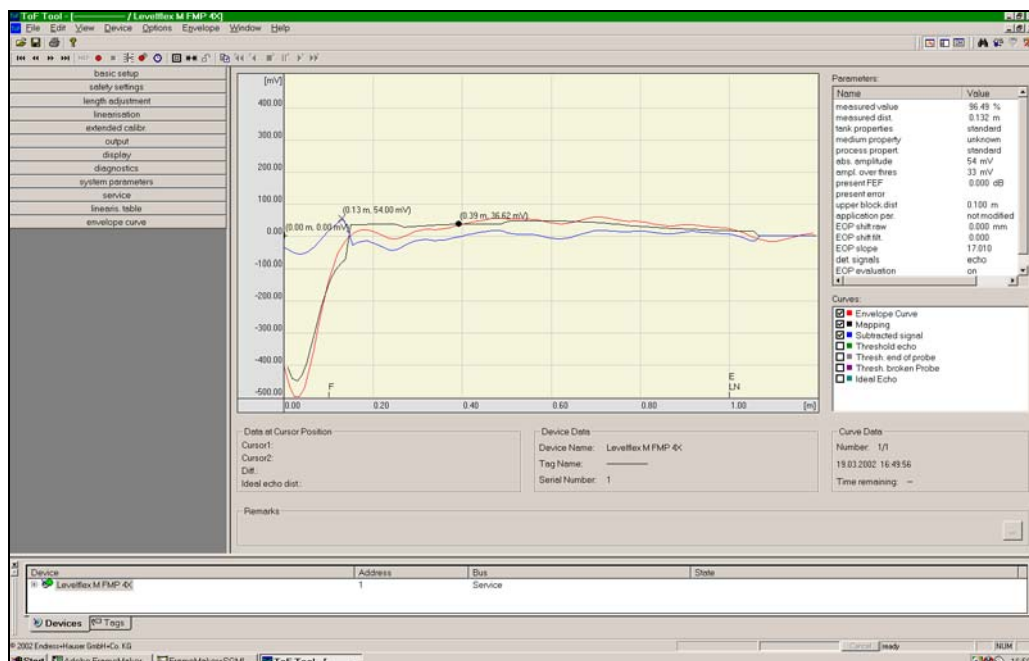 ToF Tool - [ / Levelflex M FMP 4X]
File Edit View Device Options Envelope Window Help
basic setup
safety settings
length adjustment
linearisation
extended calibr.
output
display
diagnostics
system parameters
service
linearis. table
envelope curve
[mV]
400.00
300.00
200.00
100.00
0.00
-100.00
-200.00
-300.00
-400.00
-500.00
(0.00 m, 0.00 mV)
(0.13 m, 54.00 mV)
(0.39 m, 36.62 mV)
F
E
LN
0.00 0.20 0.40 0.60 0.80 1.00 [m]
Parameters:
Name Value
measured value 96.49 %
measured dist. 0.132 m
tank properties standard
medium property unknown
process propert. standard
abs. amplitude 54 mV
ampl. over thres 33 mV
present FEF 0.000 dB
present error
upper block.dist 0.100 m
application par. not modified
EOP shift raw 0.000 mm
EOP shift filt. 0.000
EOP slope 17.010
det. signals echo
EOP evaluation on
Curves:
Envelope Curve
Mapping
Subtracted signal
Threshold echo
Thresh. end of probe
Thresh. broken Probe
Ideal Echo
Data at Cursor Position
Cursor1:
Cursor2:
Diff.:
Ideal echo dist.:
Device Data
Device Name: Levelflex M FMP 4X
Tag Name: ----------
Serial Number: 1
Curve Data
Number: 1/1
19.03.2002 16:49:56
Time remaining: --
Remarks
...
Device Address Bus State
Levelflex M FMP 4X 1 Service
Devices Tags
© 2002 Endress+Hauser GmbH+Co. KG
Cancel ready NUM
Start Adobe FrameMaker ToF Tool - [